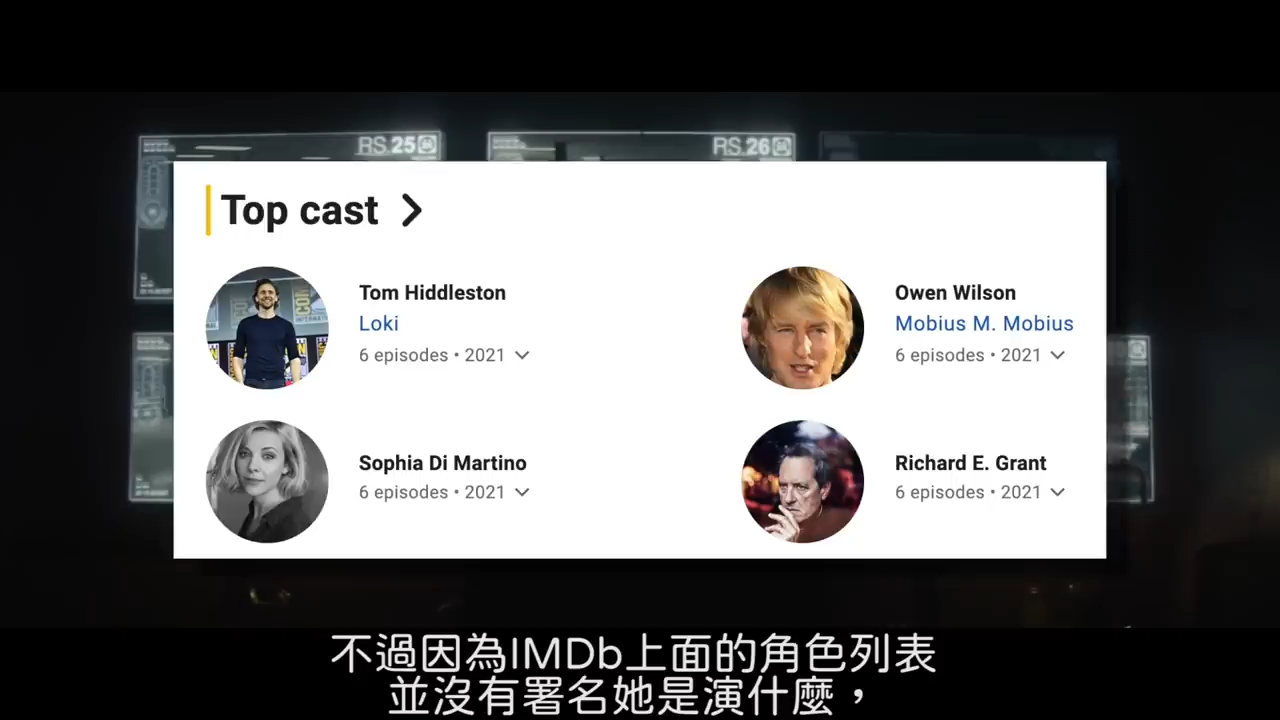 RS.25
RS.26
Top cast
Tom Hiddleston
Loki
6 episodes • 2021
Owen Wilson
Mobius M. Mobius
6 episodes • 2021
Sophia Di Martino
6 episodes • 2021
Richard E. Grant
6 episodes • 2021
不過因為IMDb上面的角色列表
並沒有署名她是演什麼，